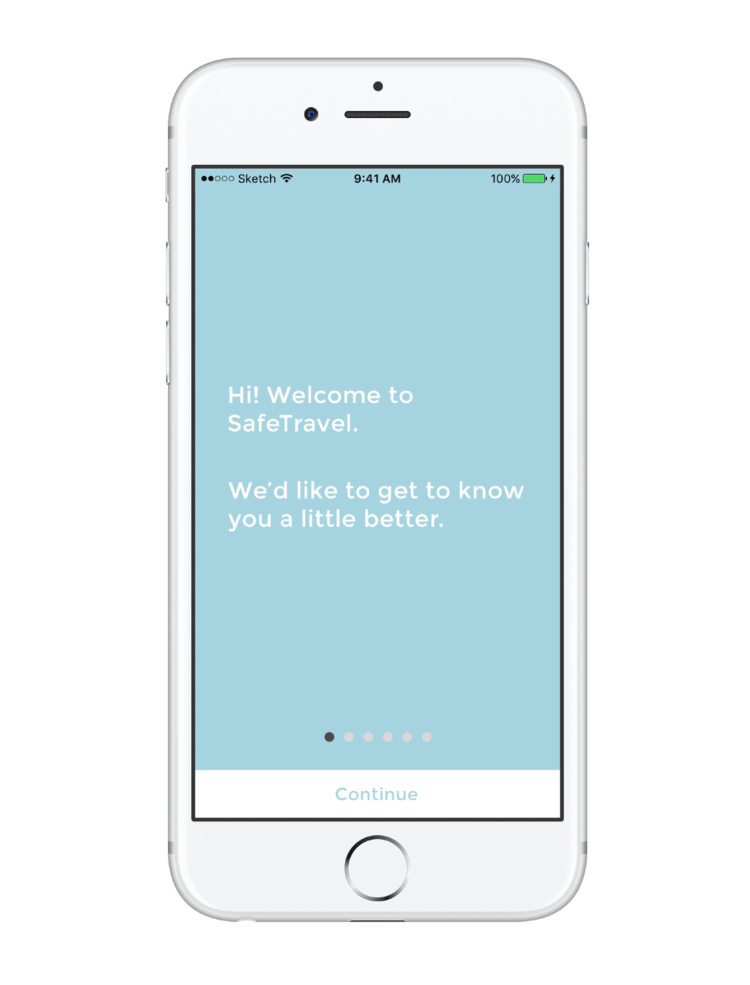 Sketch 9:41 AM 100%
Hi! Welcome to
SafeTravel.
We’d like to get to know
you a little better.
Continue